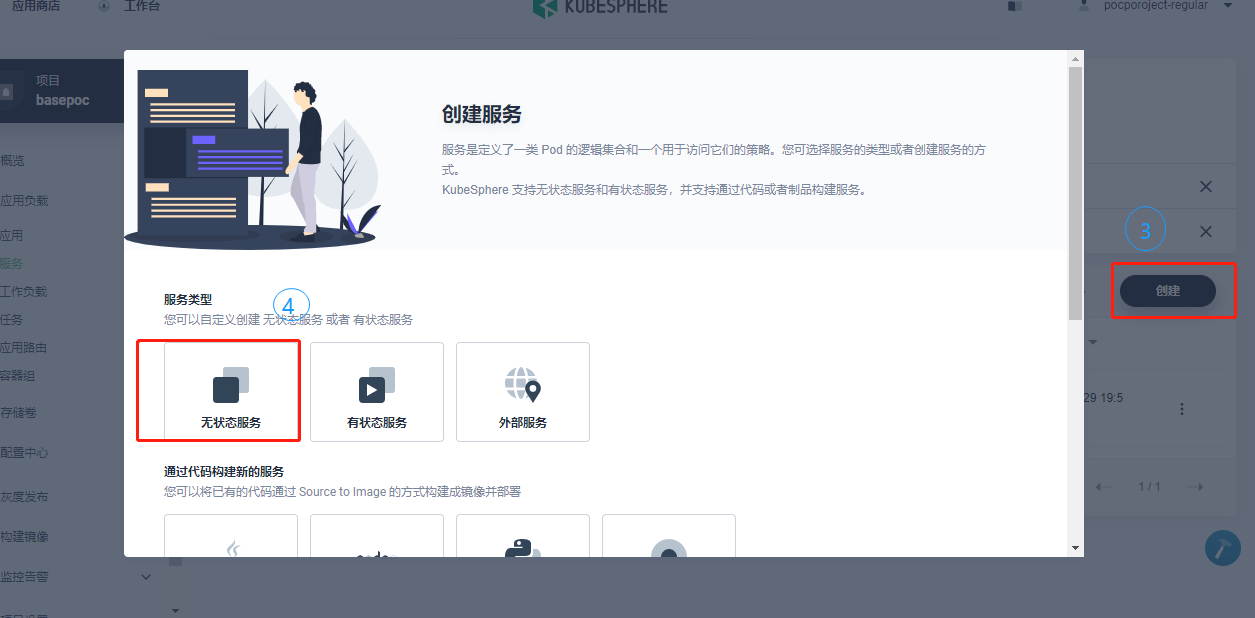 应用商店
工作台
KUBESPHERE
pocporoject-regular
项目
basepoc
概览
应用负载
应用
服务
工作负载
任务
应用路由
容器组
存储卷
配置中心
灰度发布
构建镜像
监控告警
创建服务
服务是定义了一类 Pod 的逻辑集合和一个用于访问它们的策略。您可选择服务的类型或者创建服务的方
式。
KubeSphere 支持无状态服务和有状态服务，并支持通过代码或者制品构建服务。
服务类型
4
您可以自定义创建 无状态服务 或者 有状态服务
无状态服务
有状态服务
外部服务
通过代码构建新的服务
您可以将已有的代码通过 Source to Image 的方式构建成镜像并部署
3
创建
29 19:5
1 / 1